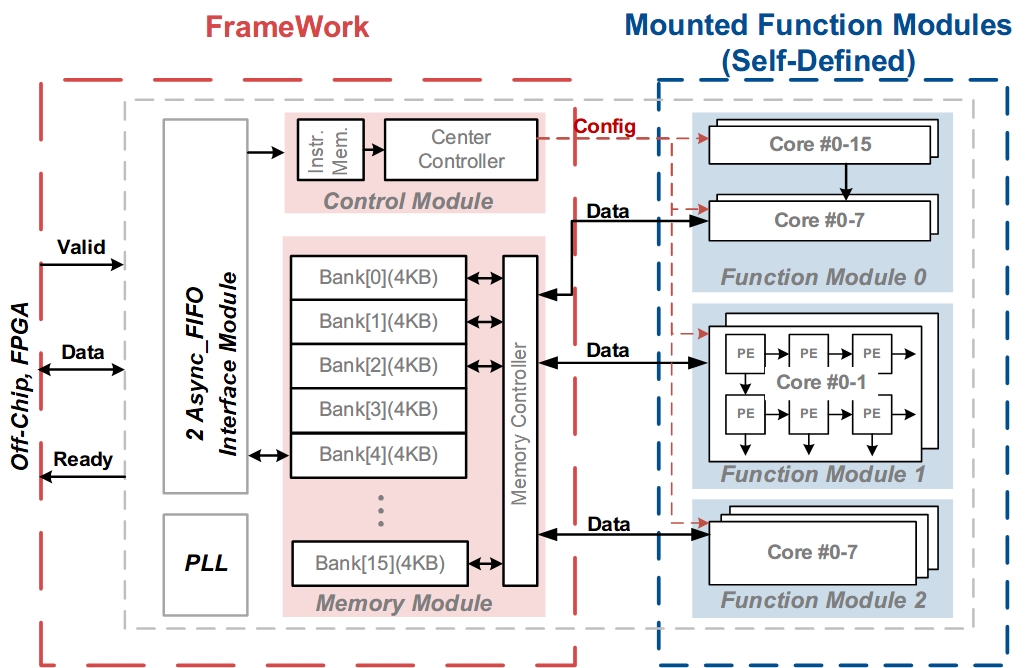 FrameWork
Mounted Function Modules
(Self-Defined)
Off-Chip, FPGA
Valid
Data
Ready
2 Async_FIFO
Interface Module
PLL
Instr.
Mem.
Center
Controller
Control Module
Bank[0](4KB)
Bank[1](4KB)
Bank[2](4KB)
Bank[3](4KB)
Bank[4](4KB)
Bank[15](4KB)
Memory Controller
Memory Module
Config
Data
Data
Data
Core #0-15
Core #0-7
Function Module 0
PE
PE
PE
Core #0-1
PE
PE
PE
Function Module 1
Core #0-7
Function Module 2